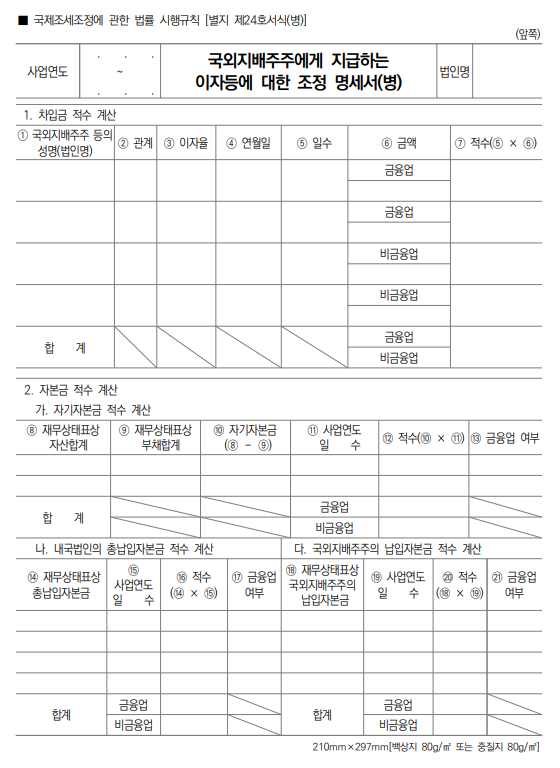 ■ 국제조세조정에 관한 법률 시행규칙 [별지 제24호서식(병)]
(앞쪽)
사업연도
. . .
~
. . .
국외지배주주에게 지급하는
이자등에 대한 조정 명세서(병)
법인명
1. 차입금 적수 계산
① 국외지배주주 등의
성명(법인명)
② 관계
③ 이자율
④ 연월일
⑤ 일수
⑥ 금액
⑦ 적수(⑤ × ⑥)
금융업
금융업
비금융업
비금융업
합 계
금융업
비금융업
2. 자본금 적수 계산
가. 자기자본금 적수 계산
⑧ 재무상태표상
자산합계
⑨ 재무상태표상
부채합계
⑩ 자기자본금
(⑧ - ⑨)
⑪ 사업연도
일 수
⑫ 적수(⑩ × ⑪)
⑬ 금융업 여부
합 계
금융업
비금융업
나. 내국법인의 총납입자본금 적수 계산
다. 국외지배주주의 납입자본금 적수 계산
⑭ 재무상태표상
총납입자본금
⑮
사업연도
일 수
⑯ 적수
(⑭ × ⑮)
⑰ 금융업
여부
⑱ 재무상태표상
국외지배주주의
납입자본금
⑲ 사업연도
일 수
⑳ 적수
(⑱ × ⑲)
㉑ 금융업
여부
합계
금융업
비금융업
합계
금융업
비금융업
210mm×297mm[백상지 80g/㎡ 또는 중질지 80g/㎡]